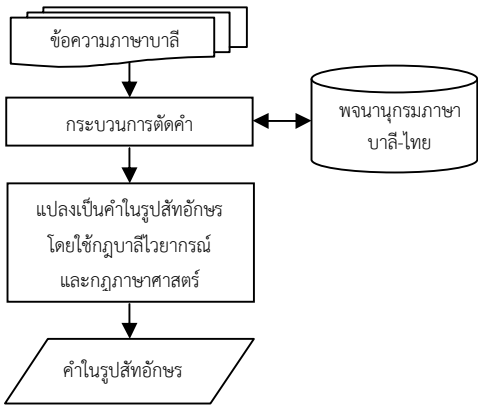 ข้อความภาษาบาลี
กระบวนการตัดคำ
พจนานุกรมภาษา
บาลี-ไทย
แปลงเป็นคำในรูปสัทอักษร
โดยใช้กฎบาลีไวยากรณ์
และกฎภาษาศาสตร์
คำในรูปสัทอักษร